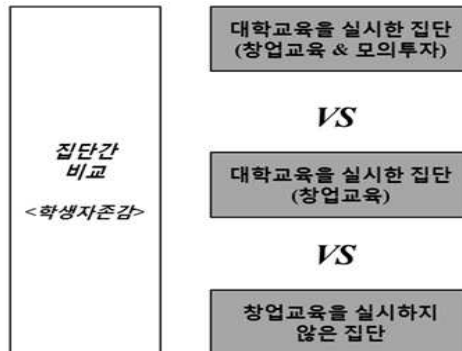 집단간
비교
<학생자존감>
대학교육을 실시한 집단
(창업교육 & 모의투자)
VS
대학교육을 실시한 집단
(창업교육)
VS
창업교육을 실시하지
않은 집단